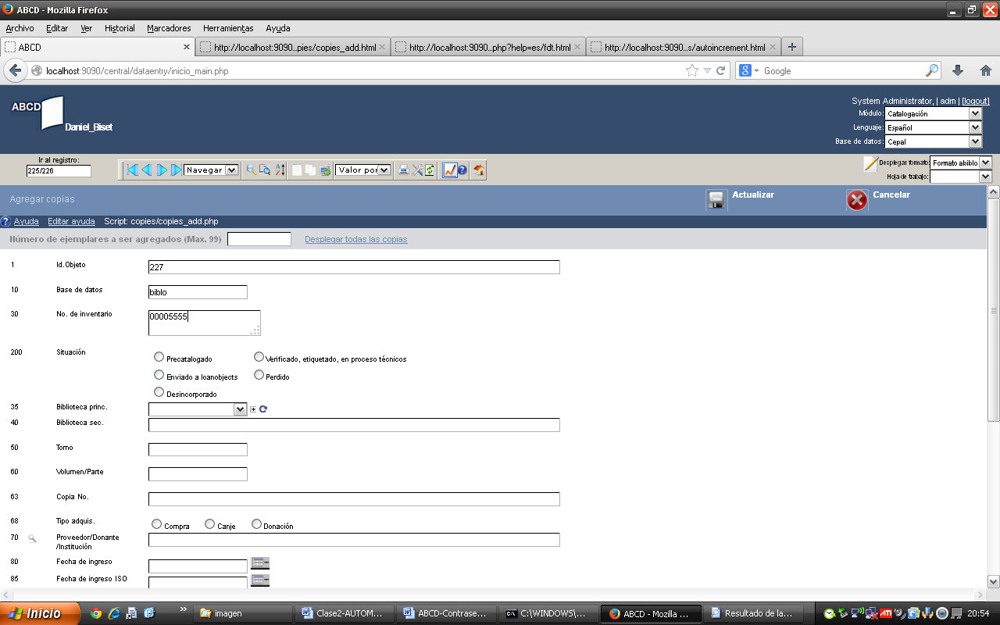 ABCD - Mozilla Firefox
Archivo Editar Ver Historial Marcadores Herramientas Ayuda
ABCD
http://localhost:9090...pies/copies_add.html
http://localhost:9090...php?help=es/fdt.html
http://localhost:9090...s/autoincrement.html
localhost:9090/central/dataentry/inicio_main.php
Google
ABCD
Daniel_Biset
System Administrator, | adm | [logout]
Módulo: Catalogación
Lenguaje: Español
Base de datos: Cepal
Ir al registro:
225/226
Navegar
Valor por
Desplegar formato: Formato abiblo
Hoja de trabajo:
Agregar copias
Actualizar
Cancelar
Ayuda Editar ayuda Script: copies/copies_add.php
Número de ejemplares a ser agregados (Max. 99) Desplegar todas las copias
1 Id.Objeto 227
10 Base de datos biblo
30 No. de inventario 00005555
200 Situación
Precatalogado Verificado, etiquetado, en proceso técnicos
Enviado a loanobjects Perdido
Desincorporado
35 Biblioteca princ.
40 Biblioteca sec.
50 Tomo
60 Volumen/Parte
63 Copia No.
68 Tipo adquis. Compra Canje Donación
70 Proveedor/Donante
/Institución
80 Fecha de ingreso
85 Fecha de ingreso ISO
Inicio
imagen
Clase2-AUTOM...
ABCD-Contrase...
C:\WINDOWS\...
ABCD - Mozilla ...
Resultado de la...
ATI
20:54